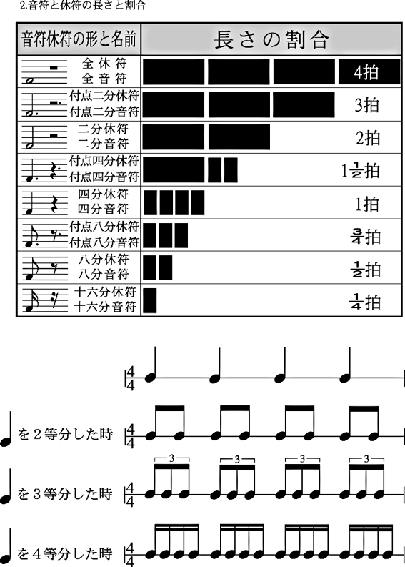 2.音符と休符の長さと割合
音符休符の形と名前 長さの割合
全休符
全音符 4拍
付点二分休符
付点二分音符 3拍
二分休符
二分音符 2拍
付点四分休符
付点四分音符 1 1/2拍
四分休符
四分音符 1拍
付点八分休符
付点八分音符 3/4拍
八分休符
八分音符 1/2拍
十六分休符
十六分音符 1/4拍
4/4
を2等分した時 4/4
3 3 3 3
を3等分した時 4/4
を4等分した時 4/4